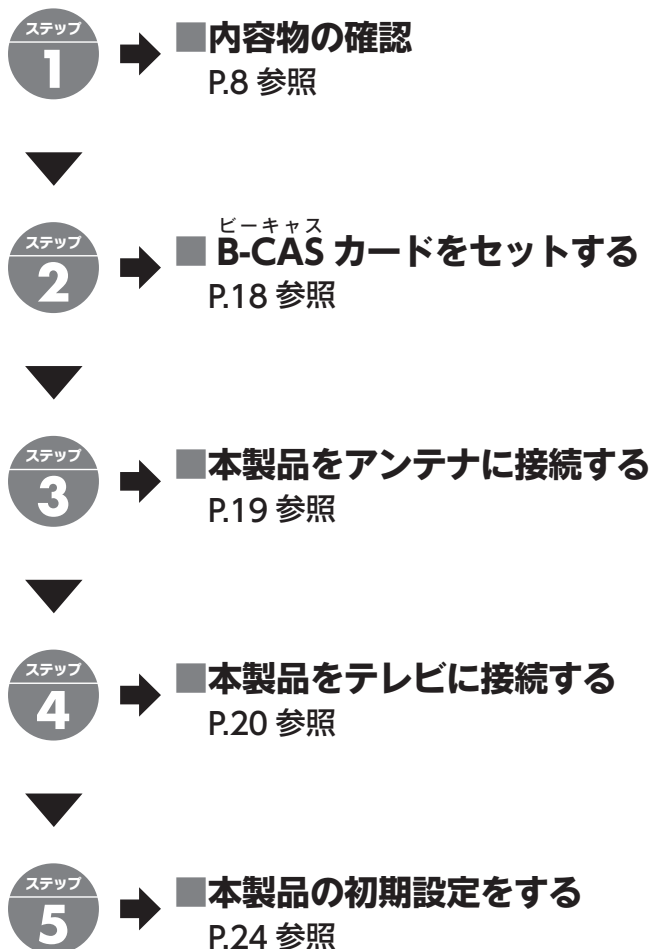 ステップ
1
■内容物の確認
P.8 参照
ステップ
2
ビーキャス
■ B-CAS カードをセットする
P.18 参照
ステップ
3
■本製品をアンテナに接続する
P.19 参照
ステップ
4
■本製品をテレビに接続する
P.20 参照
ステップ
5
■本製品の初期設定をする
P.24 参照